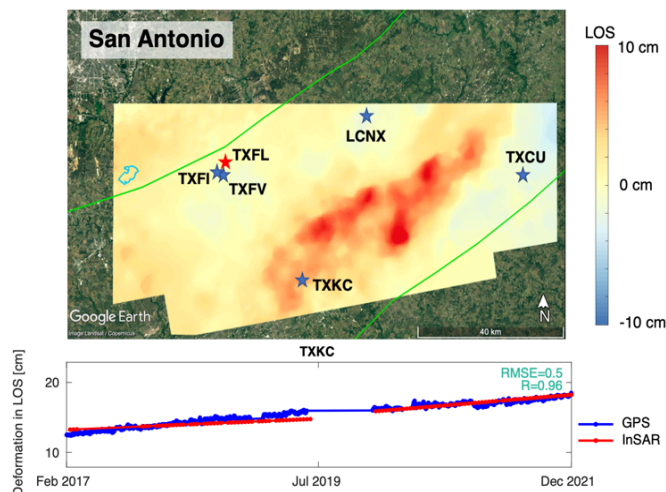 San Antonio
LOS
10 cm
0 cm
-10 cm
LCNX
TXFL
TXCU
TXFI
TXFV
TXKC
N
Google Earth
Image Landsat / Copernicus
40 km
TXKC
Deformation in LOS [cm]
20
10
RMSE=0.5
R=0.96
GPS
InSAR
Feb 2017
Jul 2019
Dec 2021